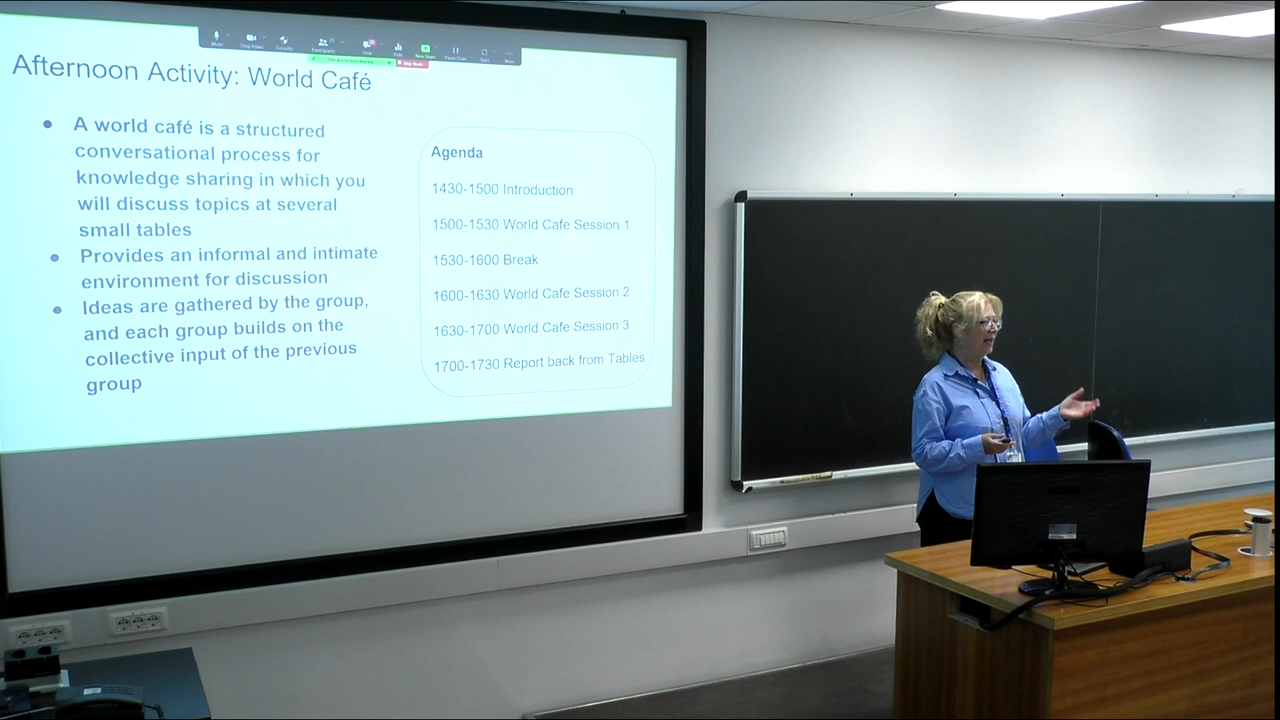 Afternoon Activity: World Café
● A world café is a structured
conversational process for
knowledge sharing in which you
will discuss topics at several
small tables
● Provides an informal and intimate
environment for discussion
● Ideas are gathered by the group,
and each group builds on the
collective input of the previous
group
Agenda
1430-1500 Introduction
1500-1530 World Cafe Session 1
1530-1600 Break
1600-1630 World Cafe Session 2
1630-1700 World Cafe Session 3
1700-1730 Report back from Tables